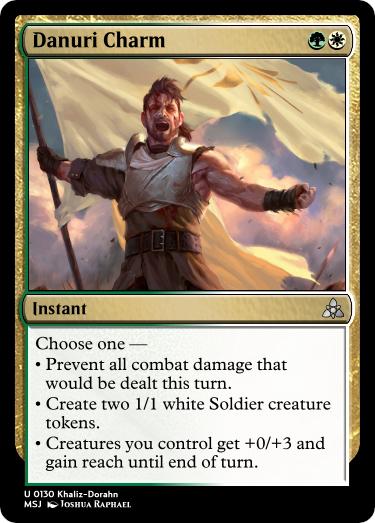 Danuri Charm
Instant
Choose one —
• Prevent all combat damage that
would be dealt this turn.
• Create two 1/1 white Soldier creature
tokens.
• Creatures you control get +0/+3 and
gain reach until end of turn.
U 0130 Khaliz-Dorahn
MSJ Joshua Raphael